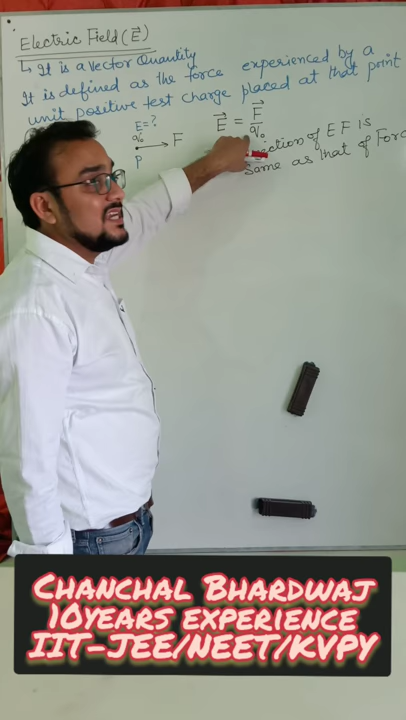 Electric Field (E⃗)
↳ It is a Vector Quantity
It is defined as the force experienced by a
unit positive test charge placed at that point
E = ?
q₀
F
P
E⃗ = F⃗/q₀
of EF is
same as that of Forc
CHANCHAL BHARDWAJ
10YEARS EXPERIENCE
IIT-JEE/NEET/KVPY